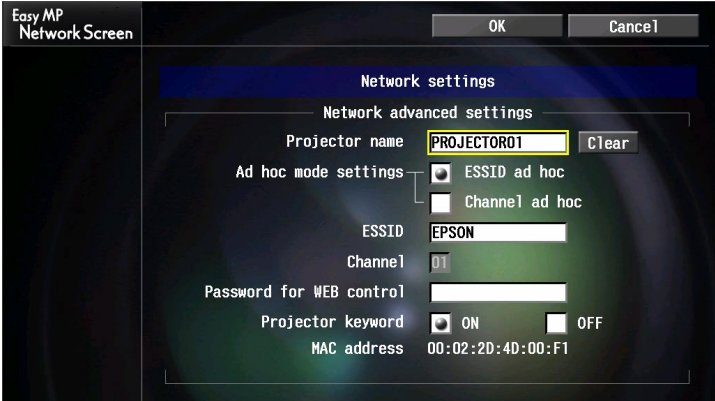 Easy MP
Network Screen
OK
Cancel
Network settings
Network advanced settings
Projector name
PROJECTOR01
Clear
Ad hoc mode settings
ESSID ad hoc
Channel ad hoc
ESSID
EPSON
Channel
01
Password for WEB control
Projector keyword
ON
OFF
MAC address
00:02:2D:4D:00:F1